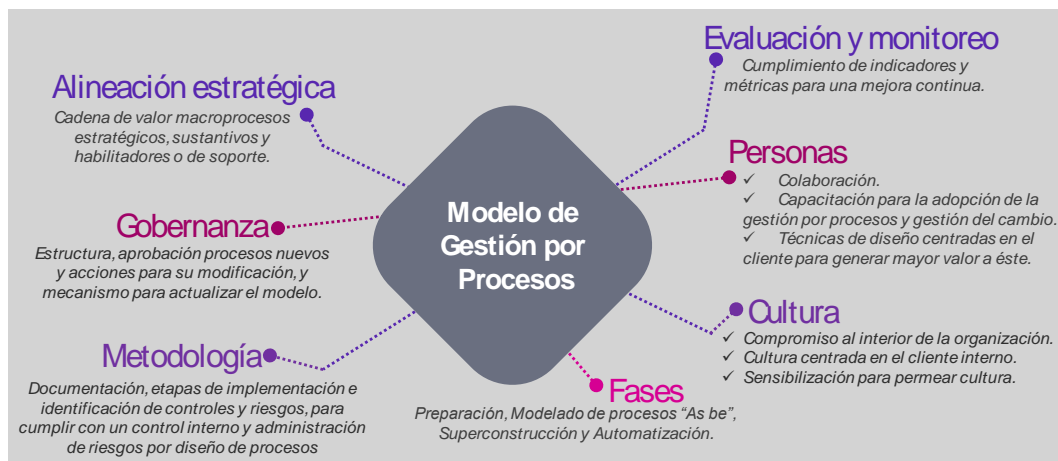 Alineación estratégica
Cadena de valor macroprocesos
estratégicos, sustantivos y
habilitadores o de soporte.
Gobernanza
Estructura, aprobación procesos nuevos
y acciones para su modificación, y
mecanismo para actualizar el modelo.
Metodología
Documentación, etapas de implementación e
identificación de controles y riesgos, para
cumplir con un control interno y administración
de riesgos por diseño de procesos
Modelo de
Gestión por
Procesos
Evaluación y monitoreo
Cumplimiento de indicadores y
métricas para una mejora continua.
Personas
✓ Colaboración.
✓ Capacitación para la adopción de la
gestión por procesos y gestión del cambio.
✓ Técnicas de diseño centradas en el
cliente para generar mayor valor a éste.
Cultura
✓ Compromiso al interior de la organización.
✓ Cultura centrada en el cliente interno.
✓ Sensibilización para permear cultura.
Fases
Preparación, Modelado de procesos “As be”,
Superconstrucción y Automatización.